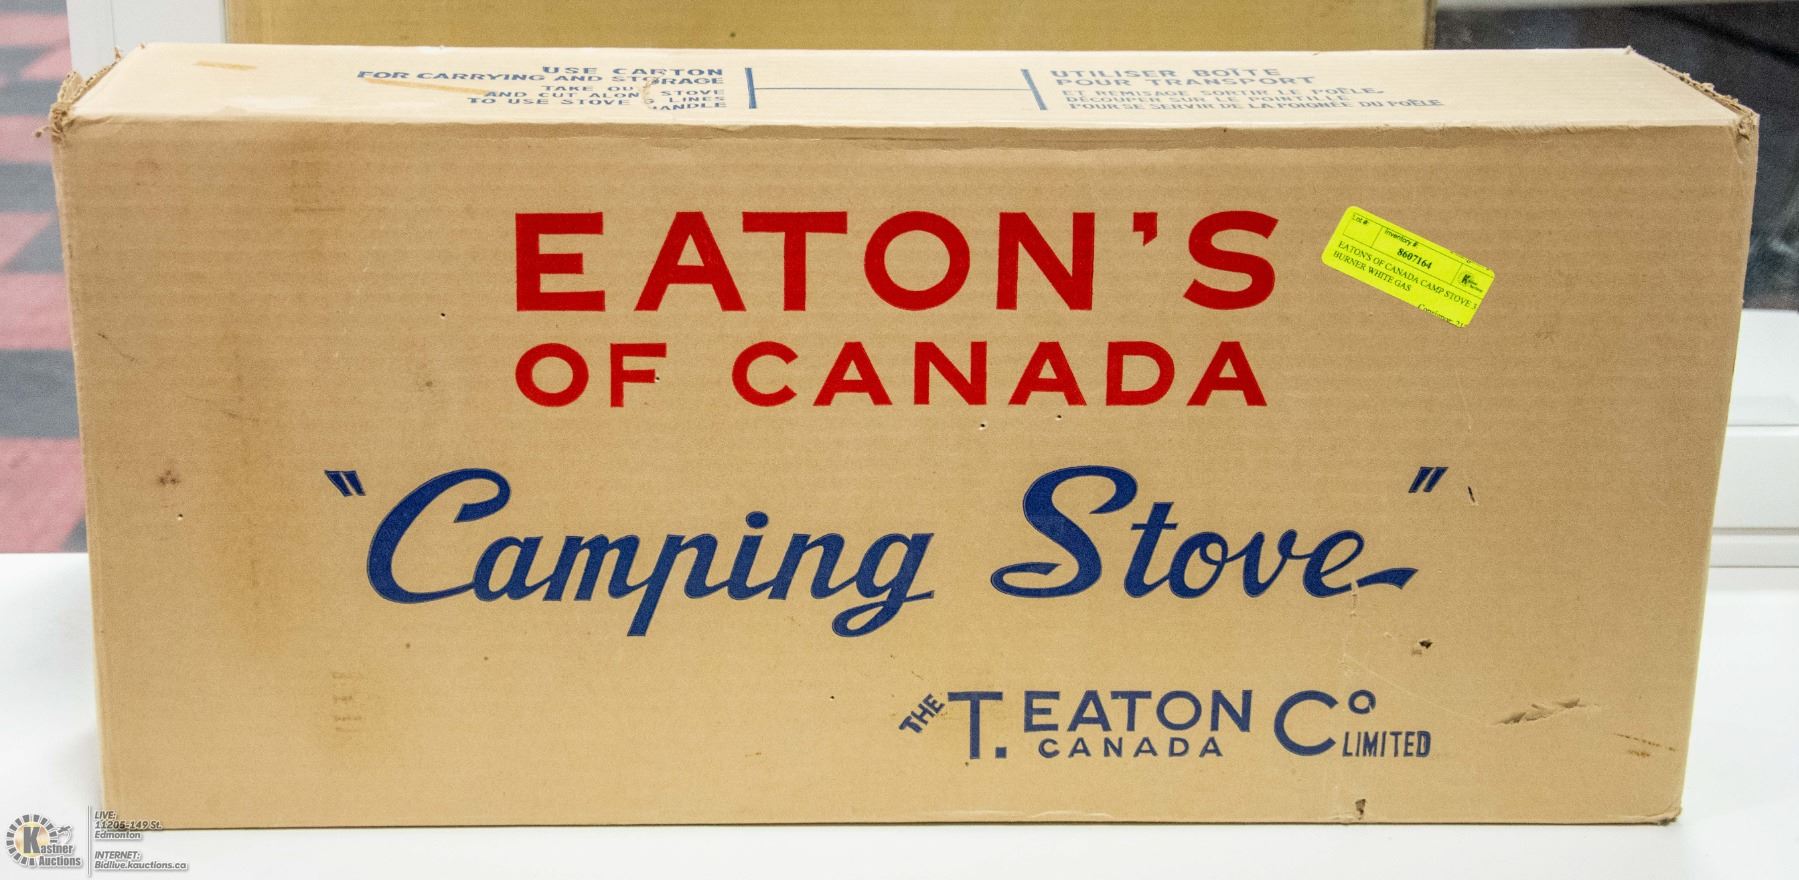 USE CARTON
FOR CARRYING AND STORAGE
TAKE OUT STOVE
AND CUT ALONG LINES
TO USE STOVE HANDLE
UTILISER BOÎTE
POUR TRANSPORT
ET REMISAGE SORTIR LE POÊLE.
DÉCOUPER SUR LE POINTILLÉ
POUR SE SERVIR DE LA POIGNÉE DU POÊLE
EATON'S
OF CANADA
"Camping Stove"
THE T. EATON Co
CANADA LIMITED
Lot #:
Inventory #
8607164
EATON'S OF CANADA CAMP STOVE 3
BURNER WHITE GAS
Kastner
Auctions
LIVE:
11205-149 St.
Edmonton
INTERNET:
Bidlive.kauctions.ca